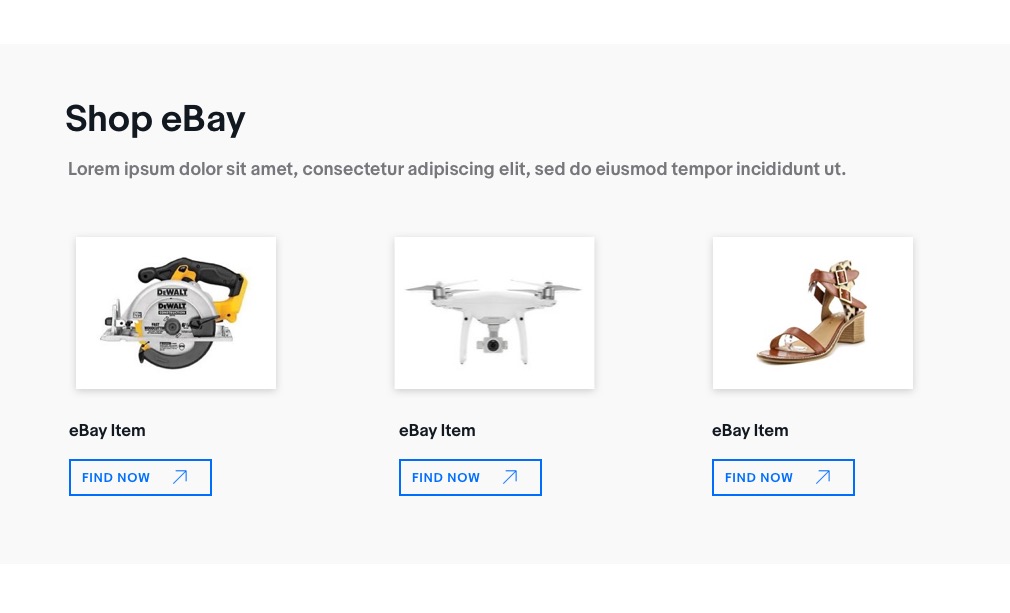 Shop eBay
Lorem ipsum dolor sit amet, consectetur adipiscing elit, sed do eiusmod tempor incididunt ut.
DEWALT
DEWALT
CONSTRUCTION
eBay Item
eBay Item
eBay Item
FIND NOW
FIND NOW
FIND NOW